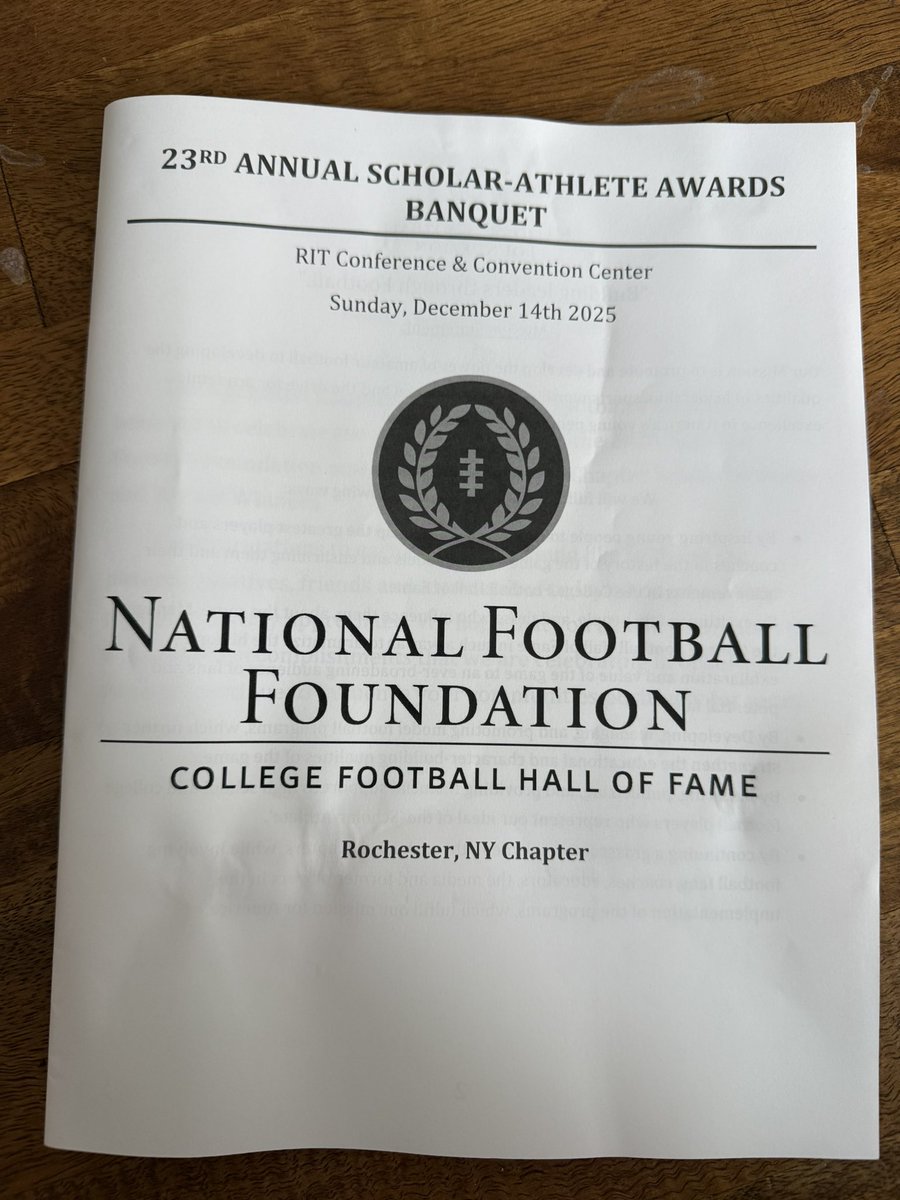 23RD ANNUAL SCHOLAR-ATHLETE AWARDS
BANQUET
RIT Conference & Convention Center
Sunday, December 14th 2025
NATIONAL FOOTBALL
FOUNDATION
COLLEGE FOOTBALL HALL OF FAME
Rochester, NY Chapter